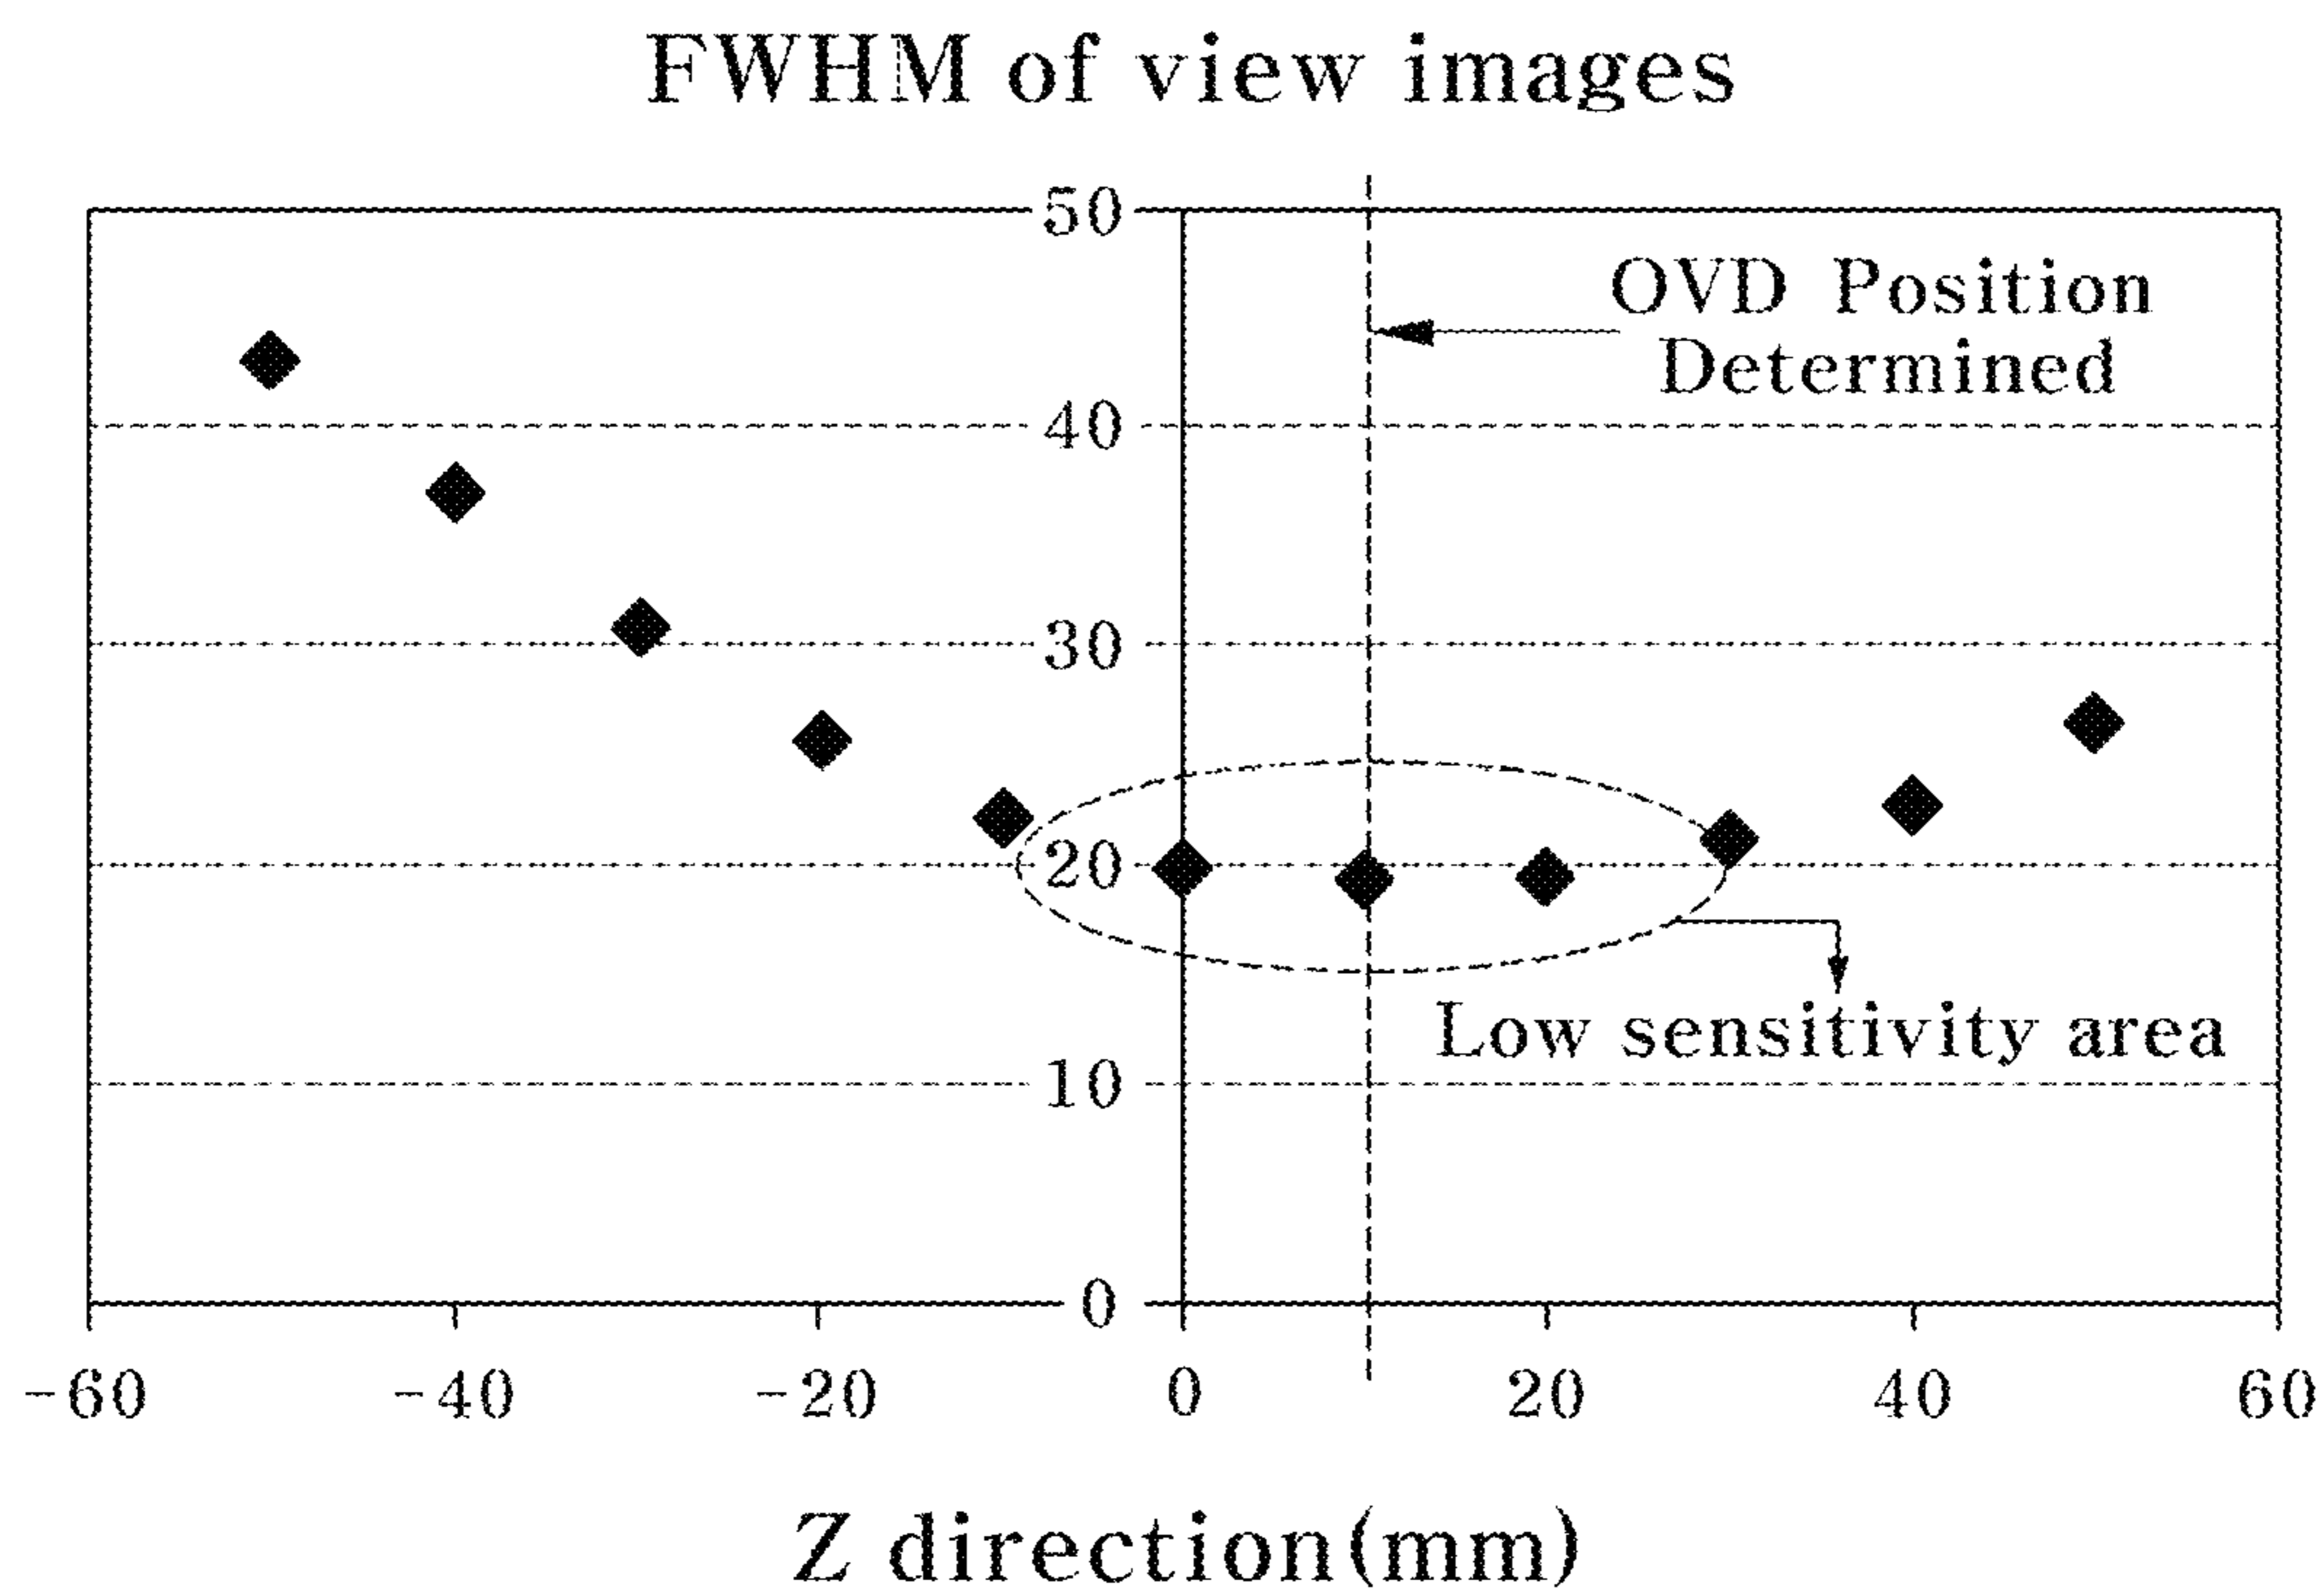 FWHM of view images
50
OVD Position
Determined
40
30
20
Low sensitivity area
10
0
-60 -40 -20 0 20 40 60
Z direction(mm)